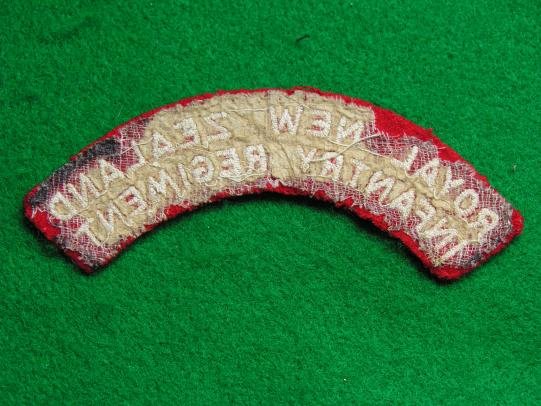 ROYAL NEW ZEALAND
INFANTRY REGIMENT